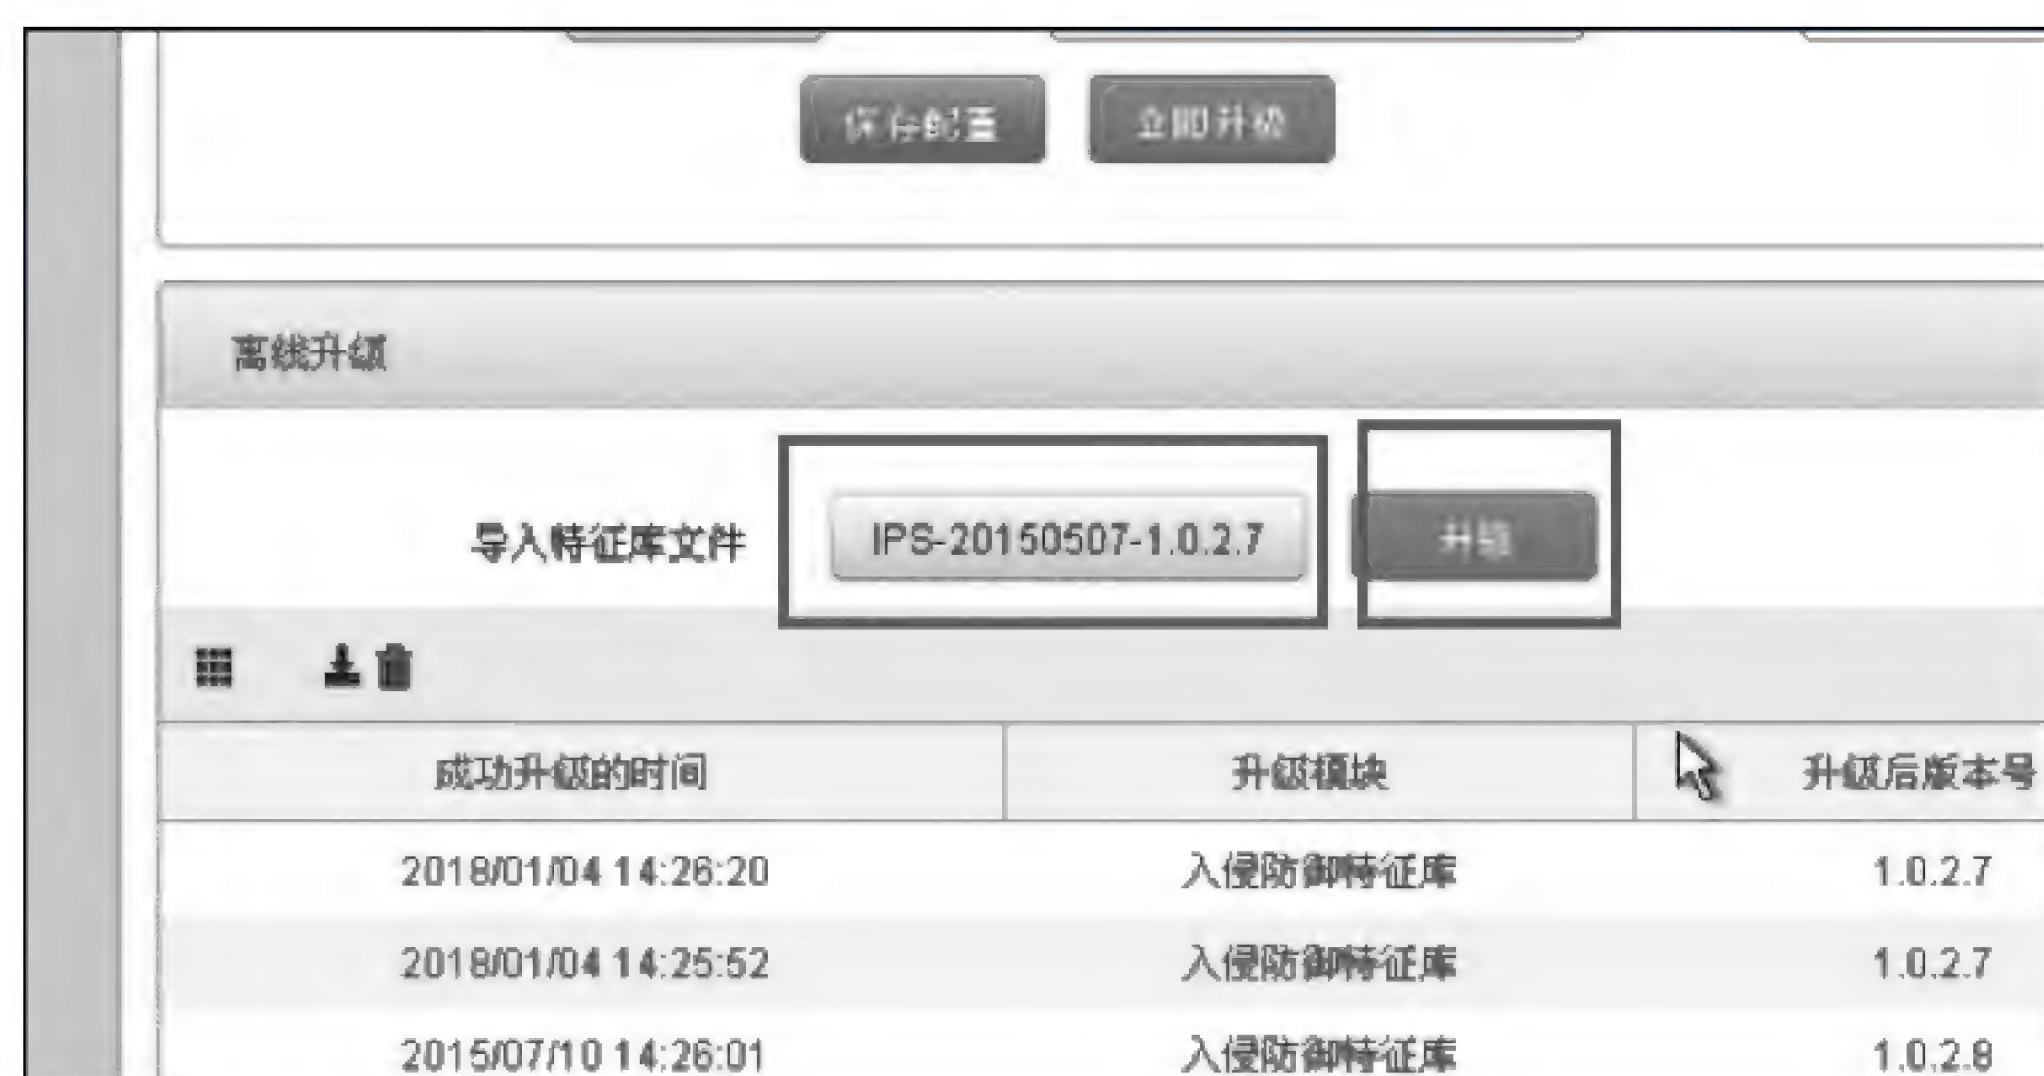 保存配置 立即升级
离线升级
导入特征库文件 IPS-20150507-1.0.2.7 升级
成功升级的时间 升级模块 升级后版本号
2018/01/04 14:26:20 入侵防御特征库 1.0.2.7
2018/01/04 14:25:52 入侵防御特征库 1.0.2.7
2015/07/10 14:26:01 入侵防御特征库 1.0.2.8